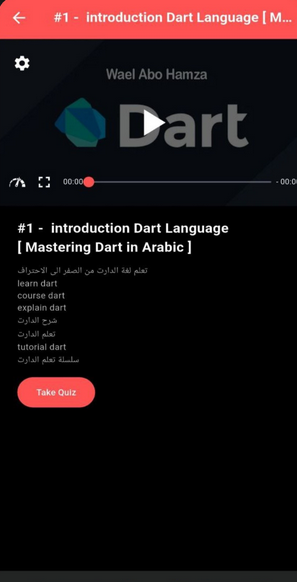 #1 - introduction Dart Language [ M...
Wael Abo Hamza
Dart
00:00
- 00:0
#1 - introduction Dart Language
[ Mastering Dart in Arabic ]
تعلم لغة الدارت من الصفر الى الاحتراف
learn dart
course dart
explain dart
شرح الدارت
تعلم الدارت
tutorial dart
سلسلة تعلم الدارت
Take Quiz